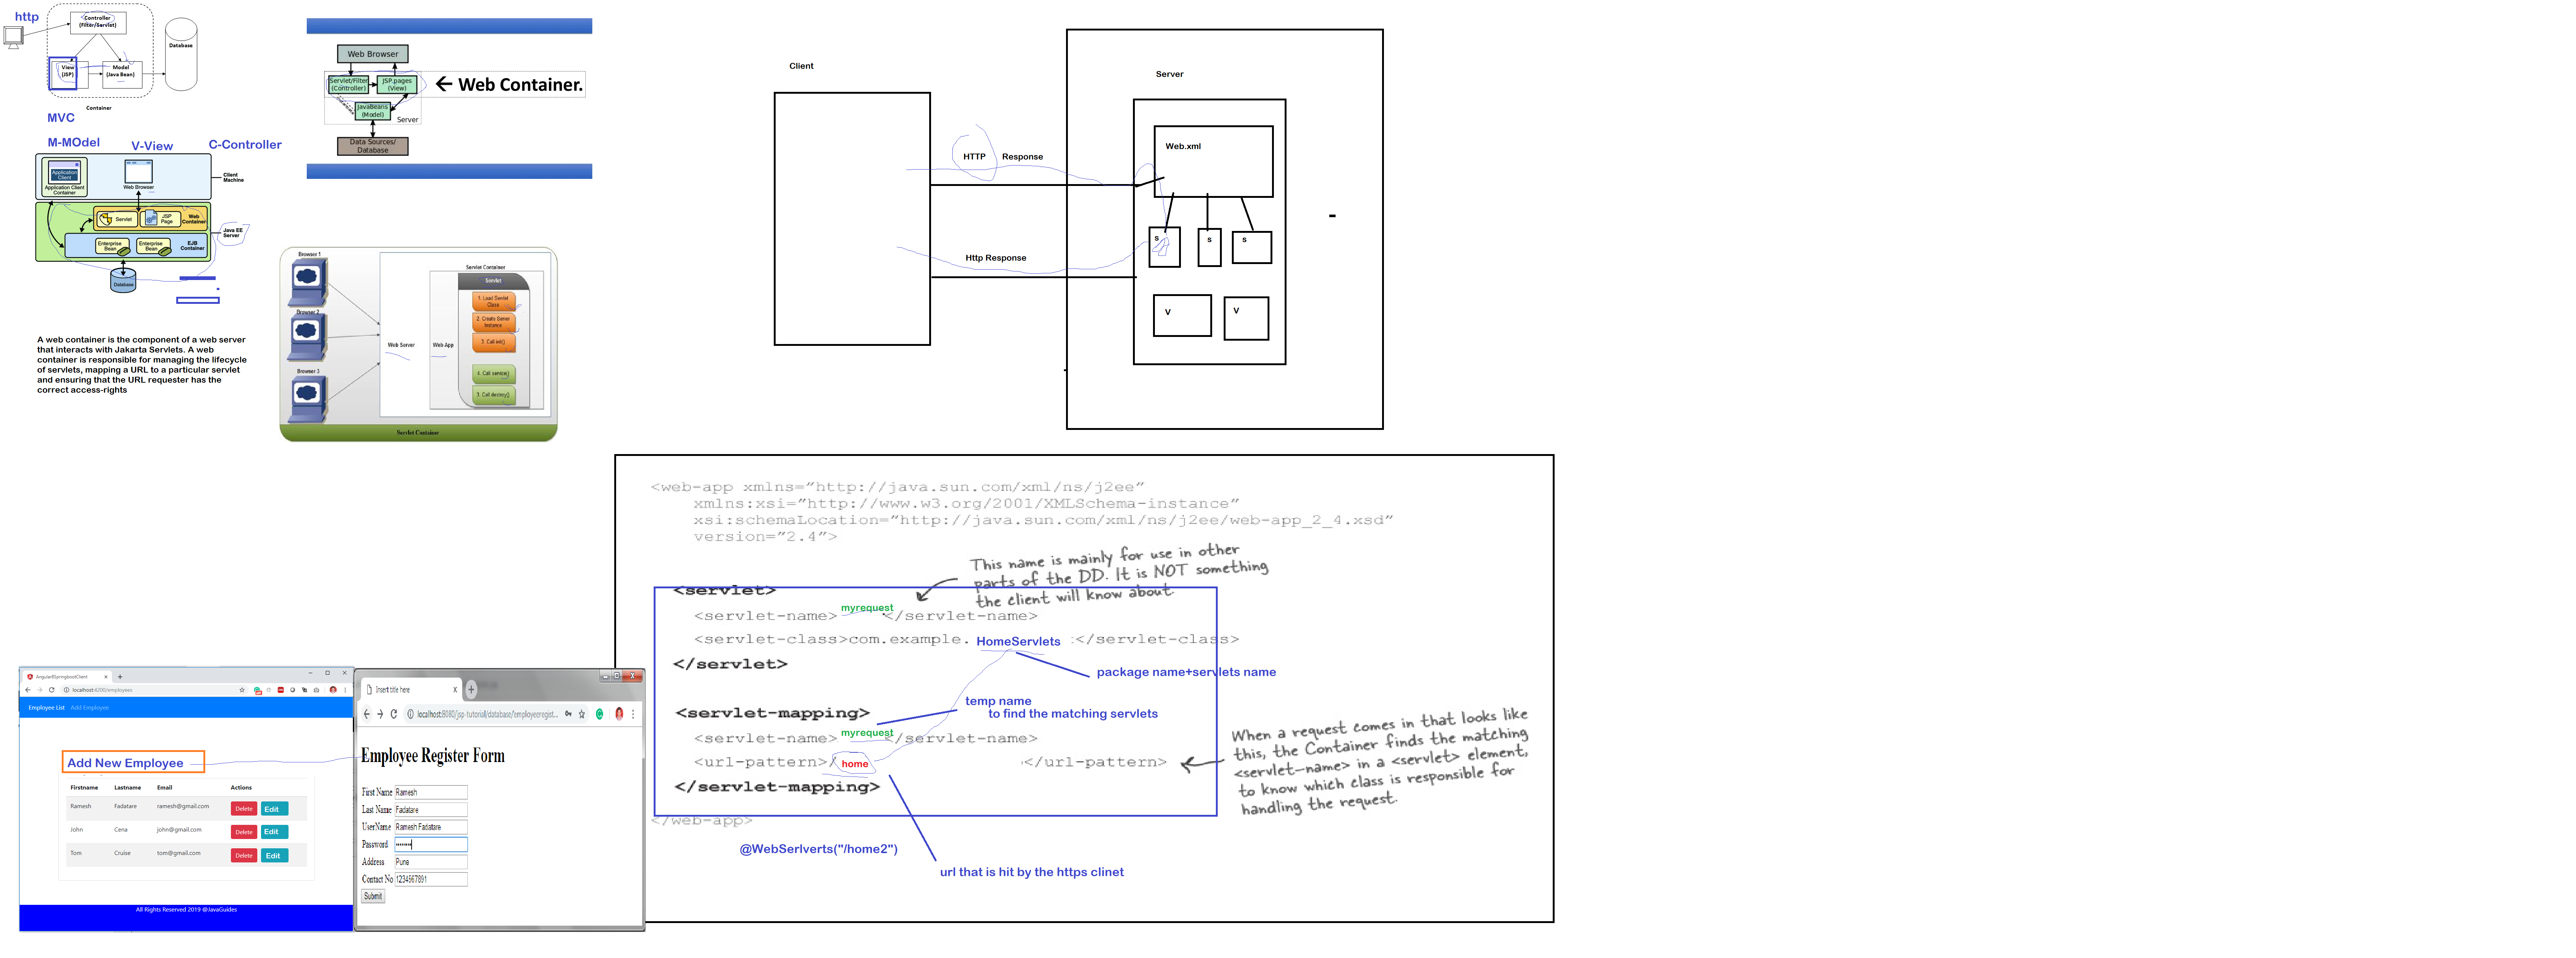 http
Controller
(Filter/Servlet)
Database
View
(JSP)
Model
(Java Bean)
Container
MVC
M-MOdel
V-View
C-Controller
Application
Client
Application Client
Container
Web Browser
Client
Machine
Servlet
JSP
Page
Web
Container
Java EE
Server
Enterprise
Bean
Enterprise
Bean
EJB
Container
Database
A web container is the component of a web server
that interacts with Jakarta Servlets. A web
container is responsible for managing the lifecycle
of servlets, mapping a URL to a particular servlet
and ensuring that the URL requester has the
correct access-rights
Web Browser
Servlet/Filter
(Controller)
JSP pages
(View)
← Web Container.
JavaBeans
(Model)
Server
Data Sources/
Database
Browser 1
Browser 2
Browser 3
Servlet Container
Servlet
1. Load Servlet
Class
2. Create Server
Instance
3. Call init()
Web Server
Web App
4. Call service()
5. Call destroy()
Servlet Container
Client
Server
Web.xml
HTTP Response
Http Response
s
s
s
V
V
-
<web-app xmlns="http://java.sun.com/xml/ns/j2ee"
xmlns:xsi="http://www.w3.org/2001/XMLSchema-instance"
xsi:schemaLocation="http://java.sun.com/xml/ns/j2ee/web-app_2_4.xsd"
version="2.4">
This name is mainly for use in other
parts of the DD. It is NOT something
the client will know about.
<servlet>
<servlet-name> myrequest </servlet-name>
<servlet-class>com.example. HomeServlets </servlet-class>
</servlet>
package name+servlets name
temp name
to find the matching servlets
<servlet-mapping>
<servlet-name> myrequest </servlet-name>
<url-pattern>/ home </url-pattern>
</servlet-mapping>
When a request comes in that looks like
this, the Container finds the matching
<servlet-name> in a <servlet> element,
to know which class is responsible for
handling the request.
</web-app>
@WebSerlverts("/home2")
url that is hit by the https clinet
Angular8SpringbootClient
localhost:4200/employees
Employee List Add Employee
Add New Employee
Firstname Lastname Email Actions
Ramesh Fadatare ramesh@gmail.com Delete Edit
John Cena john@gmail.com Delete Edit
Tom Cruise tom@gmail.com Delete Edit
All Rights Reserved 2019 @JavaGuides
Insert title here
localhost:8080/jsp-tutorial/database/employeeregist...
Employee Register Form
First Name Ramesh
Last Name Fadatare
UserName Ramesh Fadatare
Password
Address Pune
Contact No 1234567891
Submit